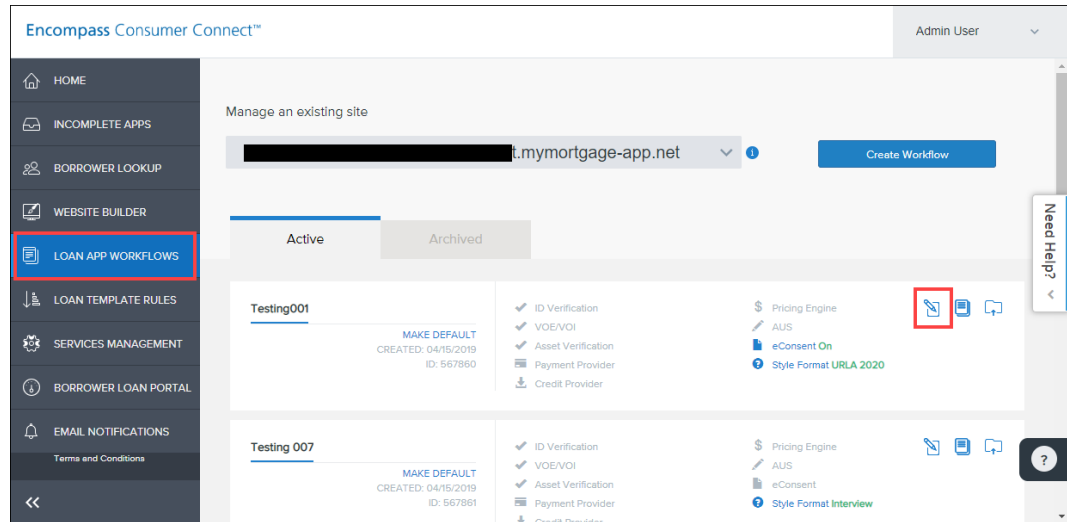 Encompass Consumer Connect™
Admin User
HOME
INCOMPLETE APPS
BORROWER LOOKUP
WEBSITE BUILDER
LOAN APP WORKFLOWS
LOAN TEMPLATE RULES
SERVICES MANAGEMENT
BORROWER LOAN PORTAL
EMAIL NOTIFICATIONS
Terms and Conditions
Manage an existing site
t.mymortgage-app.net
Create Workflow
Active
Archived
Testing001
MAKE DEFAULT
CREATED: 04/15/2019
ID: 567860
ID Verification
VOE/VOI
Asset Verification
Payment Provider
Credit Provider
$ Pricing Engine
AUS
eConsent On
Style Format URLA 2020
Testing 007
MAKE DEFAULT
CREATED: 04/15/2019
ID: 567861
ID Verification
VOE/VOI
Asset Verification
Payment Provider
Credit Provider
$ Pricing Engine
AUS
eConsent
Style Format Interview
Need Help?
?